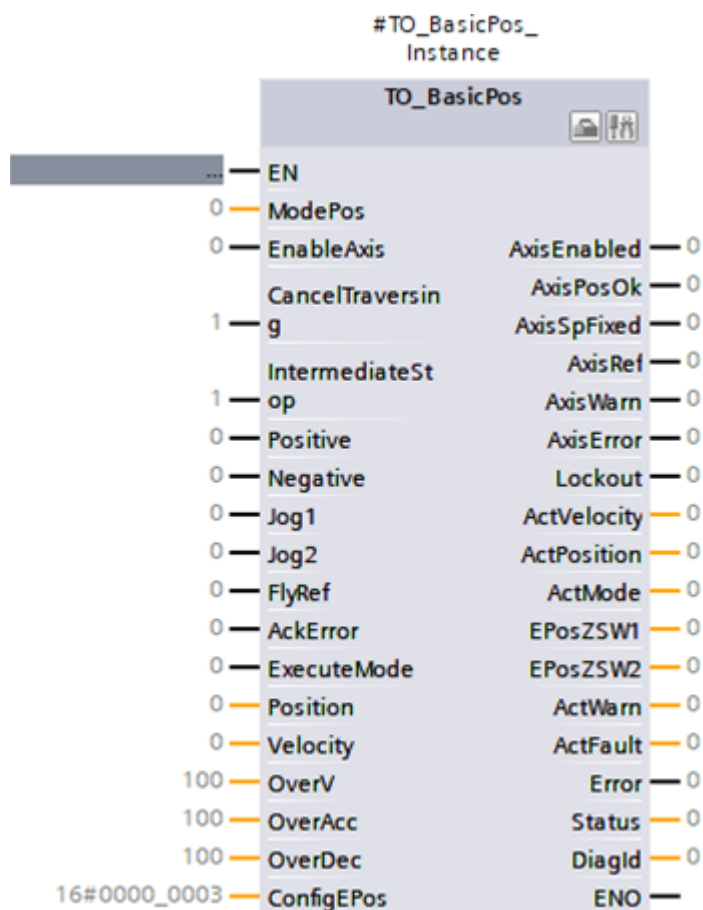 #TO_BasicPos_
Instance
TO_BasicPos
... EN
0 ModePos
0 EnableAxis AxisEnabled 0
CancelTraversin AxisPosOk 0
1 g AxisSpFixed 0
IntermediateSt AxisRef 0
1 op AxisWarn 0
0 Positive AxisError 0
0 Negative Lockout 0
0 Jog1 ActVelocity 0
0 Jog2 ActPosition 0
0 FlyRef ActMode 0
0 AckError EPosZSW1 0
0 ExecuteMode EPosZSW2 0
0 Position ActWarn 0
0 Velocity ActFault 0
100 OverV Error 0
100 OverAcc Status 0
100 OverDec DiagId 0
16#0000_0003 ConfigEPos ENO